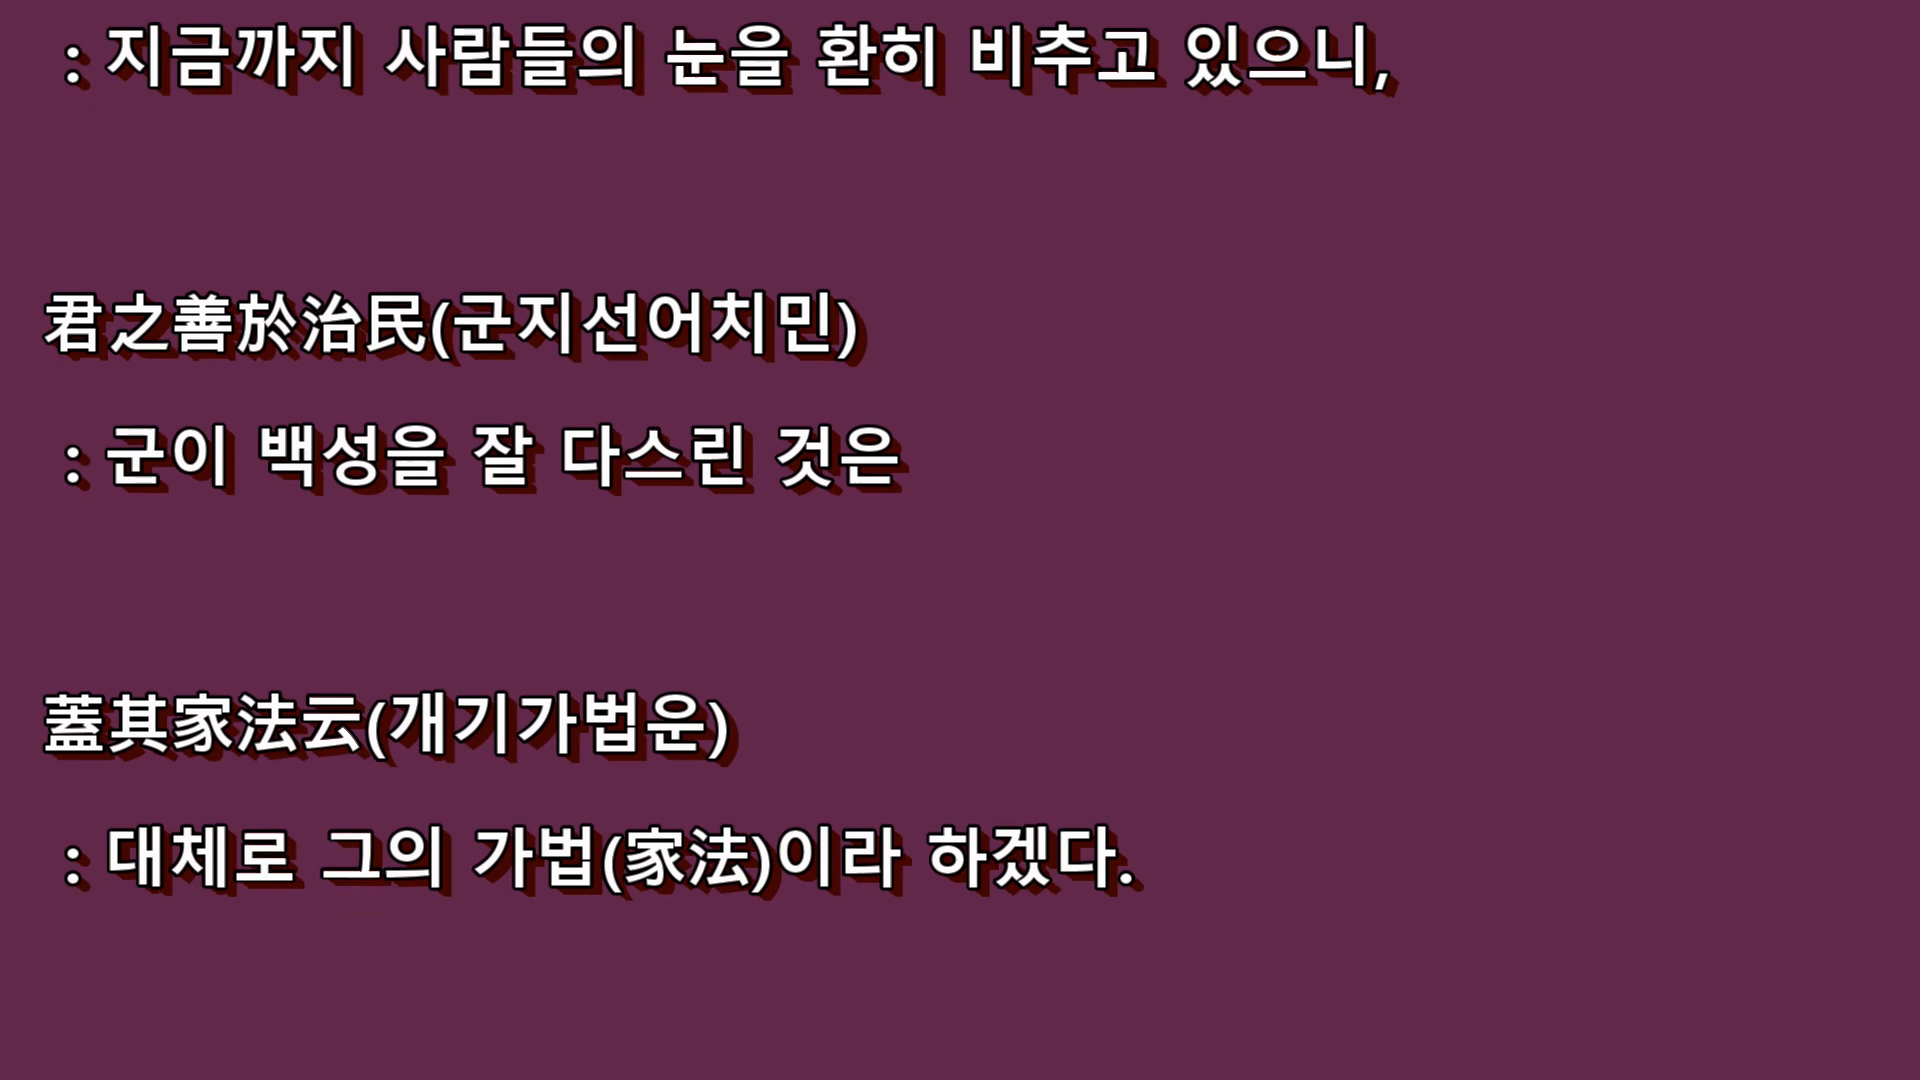 : 지금까지 사람들의 눈을 환히 비추고 있으니,
君之善於治民(군지선어치민)
: 군이 백성을 잘 다스린 것은
蓋其家法云(개기가법운)
: 대체로 그의 가법(家法)이라 하겠다.